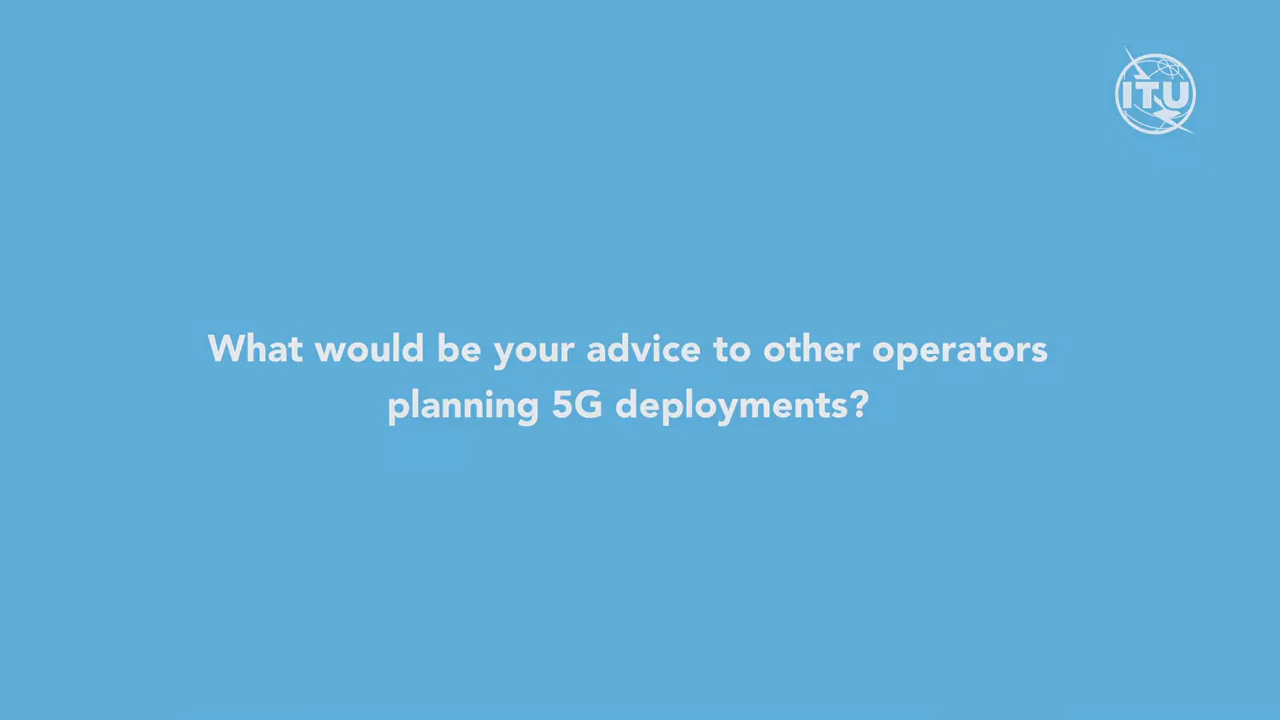 ITU
What would be your advice to other operators
planning 5G deployments?